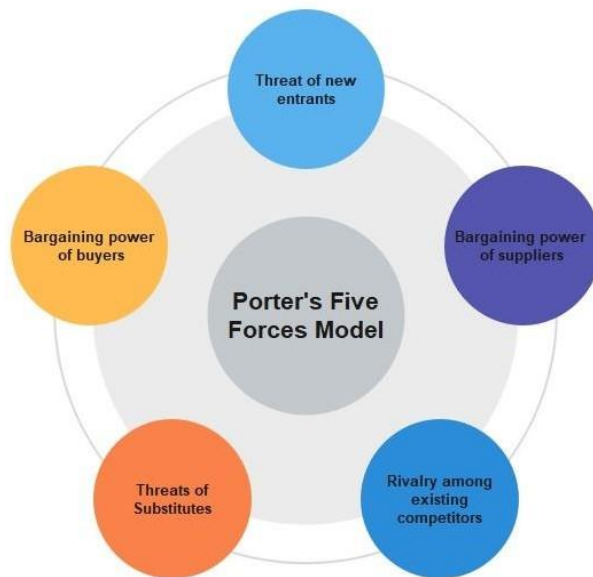 Threat of new
entrants
Bargaining power
of buyers
Bargaining power
of suppliers
Porter's Five
Forces Model
Threats of
Substitutes
Rivalry among
existing
competitors